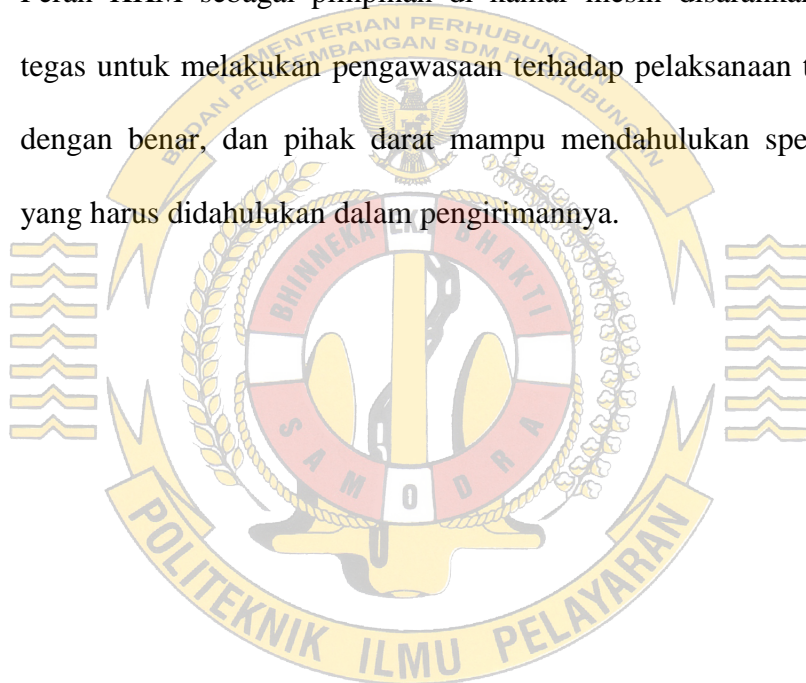 Peran KKM sebagai pimpinan di kamar mesin disarankan
tegas untuk melakukan pengawasaan terhadap pelaksanaan t
dengan benar, dan pihak darat mampu mendahulukan spe
yang harus didahulukan dalam pengirimannya.
KEMENTERIAN PERHUBUNGAN
BADAN PENGEMBANGAN SDM PERHUBUNGAN
BHINNEKA EKA BHAKTI
SAMODRA
POLITEKNIK ILMU PELAYARAN